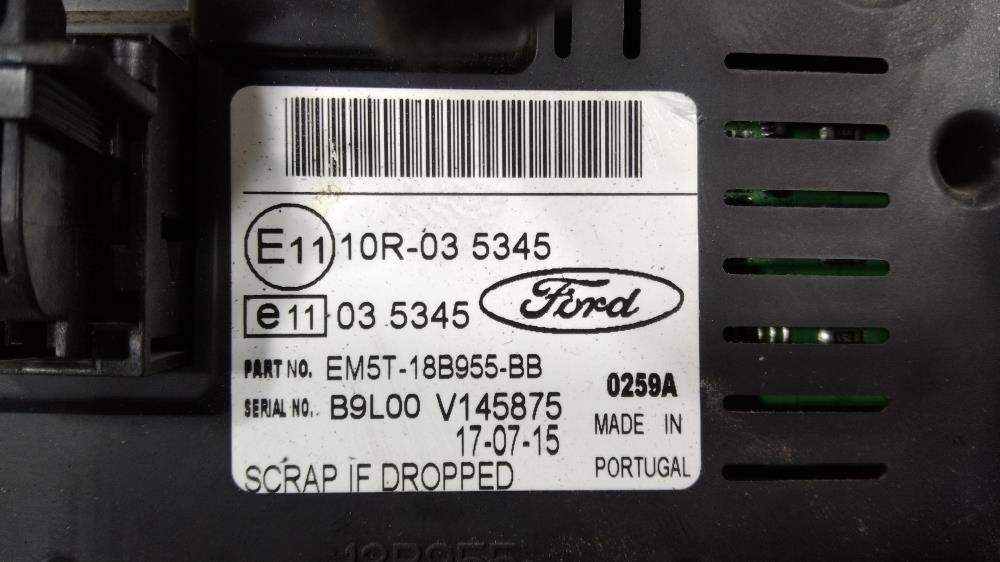 E11 10R-03 5345
e11 03 5345 Ford
PART NO. EM5T-18B955-BB
SERIAL NO. B9L00 V145875
17-07-15
0259A
MADE IN
PORTUGAL
SCRAP IF DROPPED
18B955